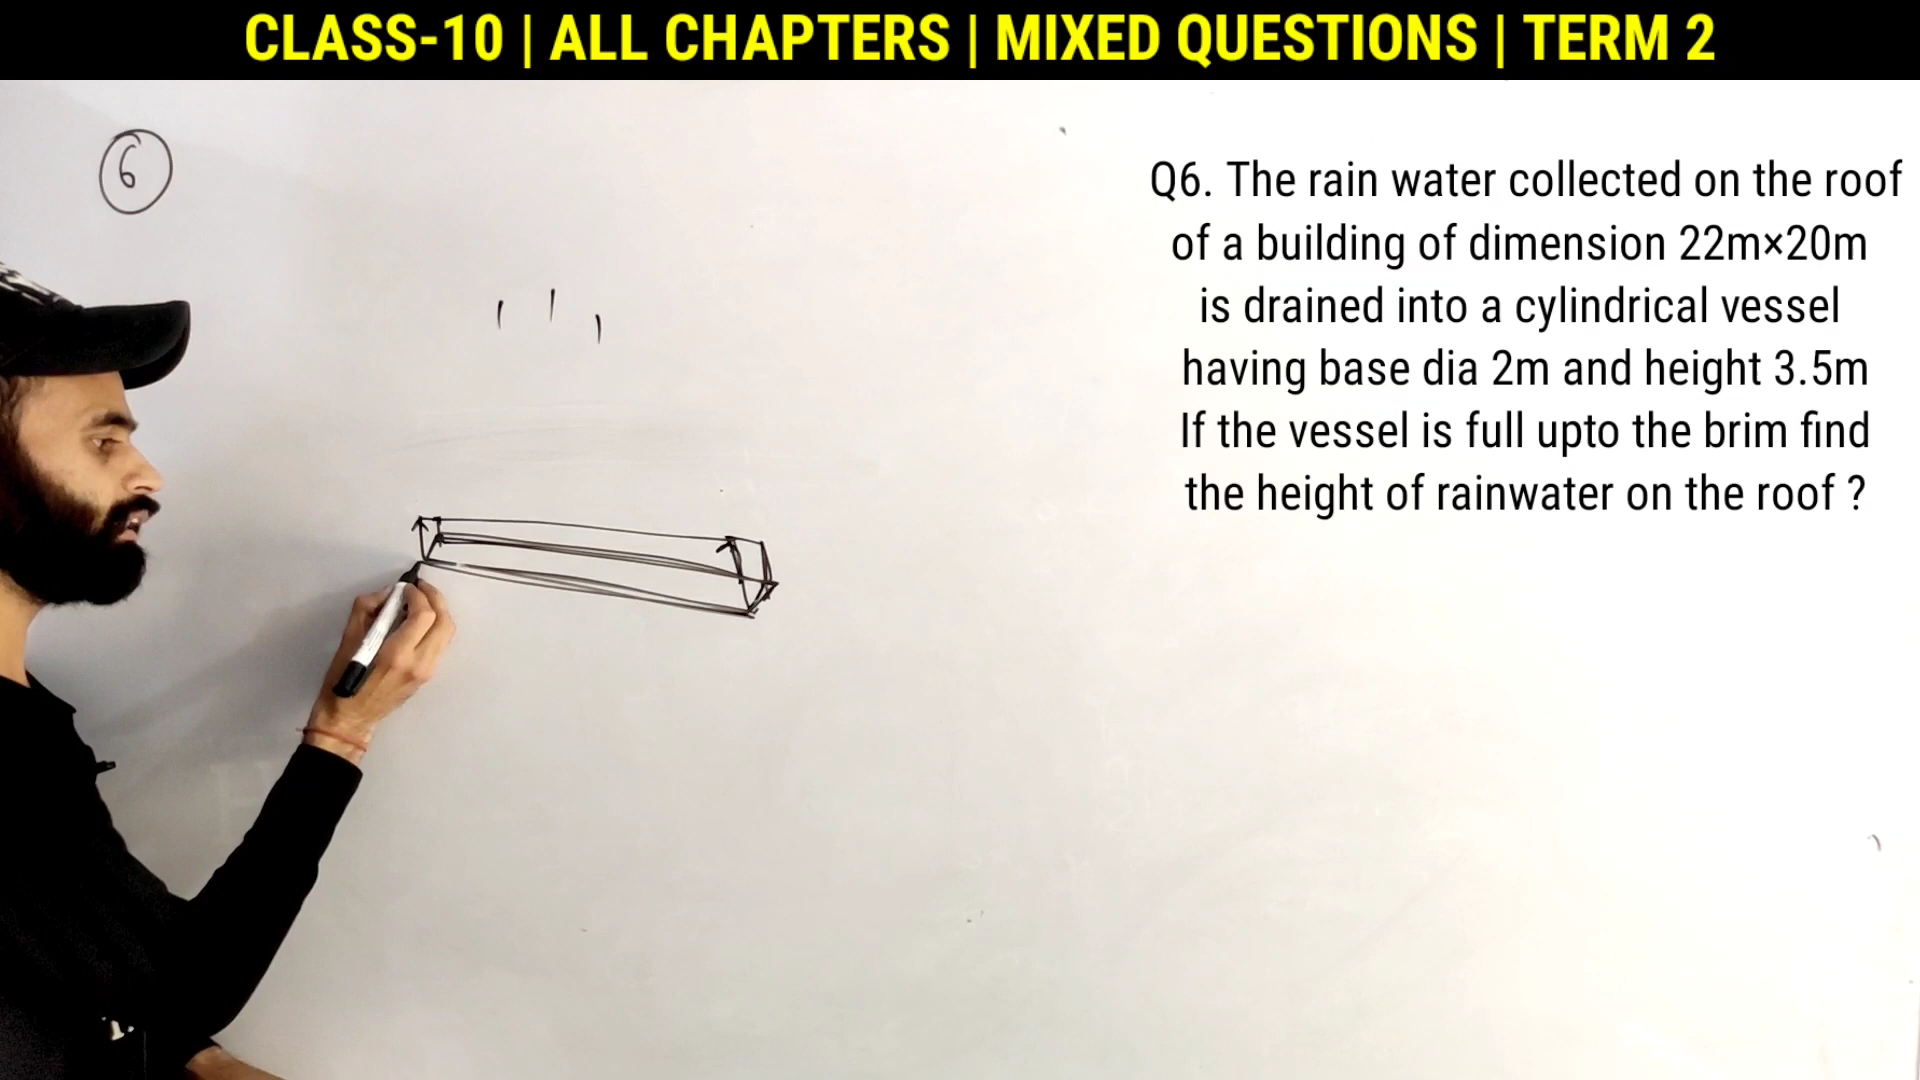 CLASS-10 | ALL CHAPTERS | MIXED QUESTIONS | TERM 2
6
Q6. The rain water collected on the roof
of a building of dimension 22m×20m
is drained into a cylindrical vessel
having base dia 2m and height 3.5m
If the vessel is full upto the brim find
the height of rainwater on the roof ?